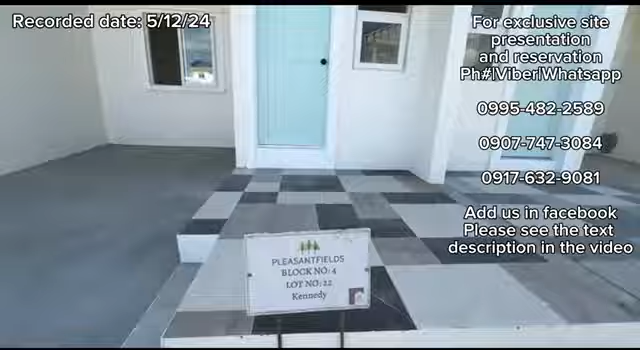 Recorded date: 5/12/24
For exclusive site
presentation
and reservation
Ph#|Viber|Whatsapp
0995-482-2589
0907-747-3084
0917-632-9081
Add us in facebook
Please see the text
description in the video
PLEASANTFIELDS
BLOCK NO: 4
LOT NO: 22
Kennedy